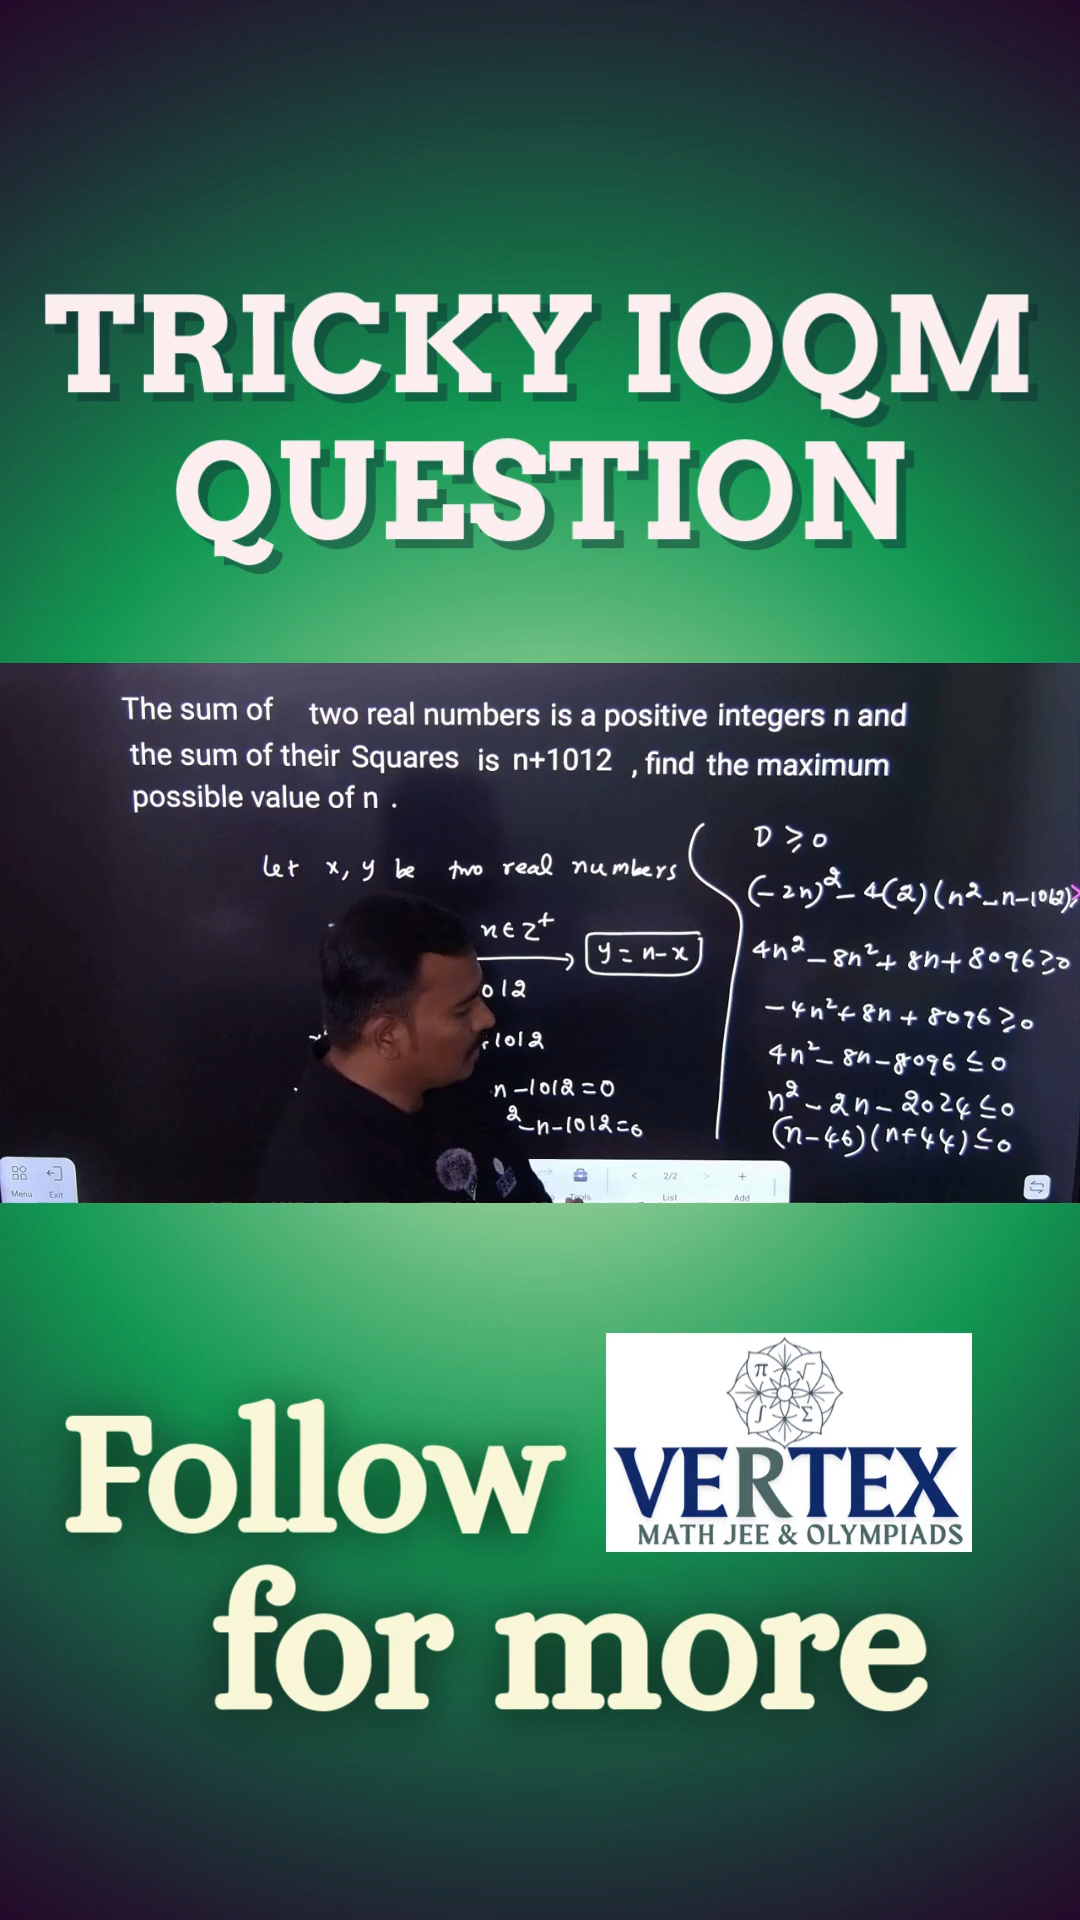 TRICKY IOQM
QUESTION
The sum of two real numbers is a positive integers n and
the sum of their Squares is n+1012 , find the maximum
possible value of n .
Let x, y be two real numbers
n ∈ Z⁺
y = n-x
012
1012
n -1012 = 0
²-n-1012=0
D ≥ 0
(-2n)² - 4(2)(n²-n-1012)≥
4n² - 8n² + 8n + 8096 ≥ 0
-4n² + 8n + 8096 ≥ 0
4n² - 8n - 8096 ≤ 0
n² - 2n - 2024 ≤ 0
(n-46)(n+44) ≤ 0
Menu Exit Tools < 2/2 > List + Add
Follow
π √
∫ Σ
VERTEX
MATH JEE & OLYMPIADS
for more